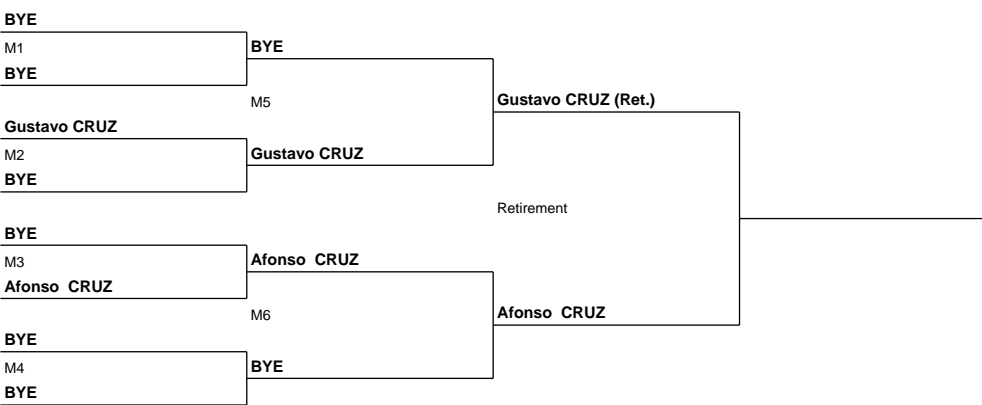 BYE
M1
BYE
BYE
M5
Gustavo CRUZ (Ret.)
Gustavo CRUZ
M2
Gustavo CRUZ
BYE
Retirement
BYE
M3
Afonso  CRUZ
Afonso  CRUZ
M6
Afonso  CRUZ
BYE
M4
BYE
BYE